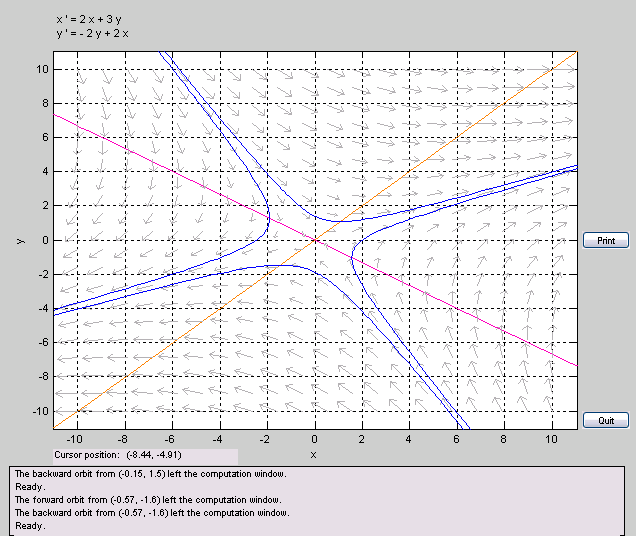 x ' = 2 x + 3 y
y ' = - 2 y + 2 x
10
8
6
4
2
0
-2
-4
-6
-8
-10
y
-10 -8 -6 -4 -2 0 2 4 6 8 10
x
Print
Quit
Cursor position: (-8.44, -4.91)
The backward orbit from (-0.15, 1.5) left the computation window.
Ready.
The forward orbit from (-0.57, -1.6) left the computation window.
The backward orbit from (-0.57, -1.6) left the computation window.
Ready.